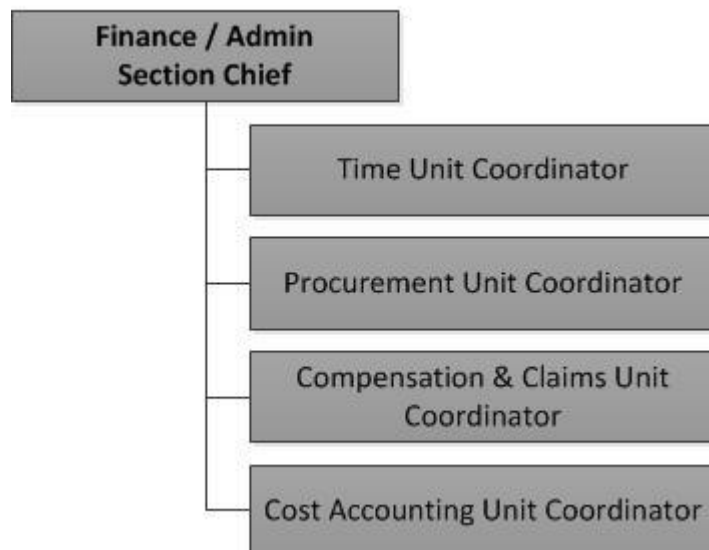 Finance / Admin
Section Chief
Time Unit Coordinator
Procurement Unit Coordinator
Compensation & Claims Unit
Coordinator
Cost Accounting Unit Coordinator